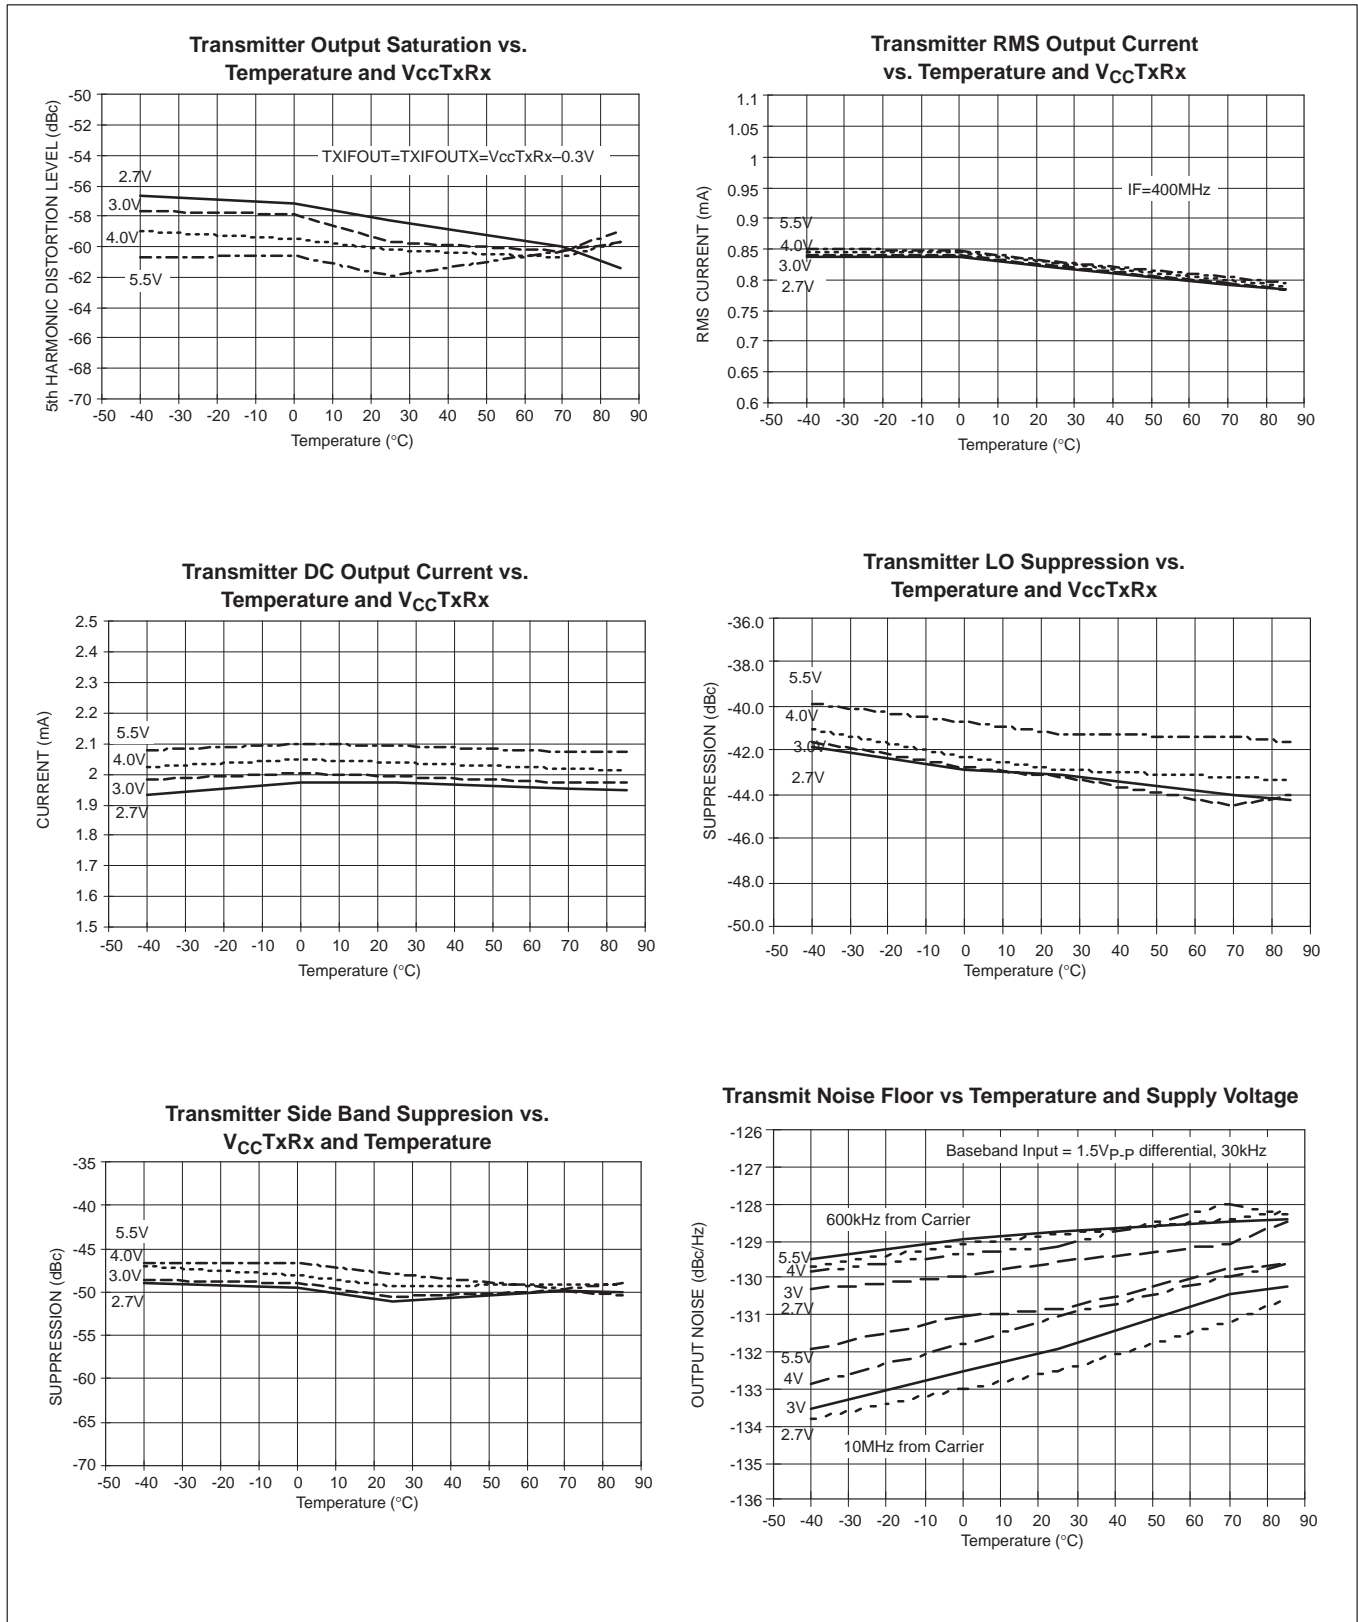 Transmitter Output Saturation vs.
Temperature and VccTxRx
5th HARMONIC DISTORTION LEVEL (dBc)
-50
-52
-54
-56
-58
-60
-62
-64
-66
-68
-70
TXIFOUT=TXIFOUTX=VccTxRx–0.3V
2.7V
3.0V
4.0V
5.5V
-50 -40 -30 -20 -10 0 10 20 30 40 50 60 70 80 90
Temperature (°C)
Transmitter RMS Output Current
vs. Temperature and VCCTxRx
RMS CURRENT (mA)
1.1
1.05
1
0.95
0.9
0.85
0.8
0.75
0.7
0.65
0.6
IF=400MHz
5.5V
4.0V
3.0V
2.7V
-50 -40 -30 -20 -10 0 10 20 30 40 50 60 70 80 90
Temperature (°C)
Transmitter DC Output Current vs.
Temperature and VCCTxRx
CURRENT (mA)
2.5
2.4
2.3
2.2
2.1
2
1.9
1.8
1.7
1.6
1.5
5.5V
4.0V
3.0V
2.7V
-50 -40 -30 -20 -10 0 10 20 30 40 50 60 70 80 90
Temperature (°C)
Transmitter LO Suppression vs.
Temperature and VccTxRx
SUPPRESSION (dBc)
-36.0
-38.0
-40.0
-42.0
-44.0
-46.0
-48.0
-50.0
5.5V
4.0V
3.0V
2.7V
-50 -40 -30 -20 -10 0 10 20 30 40 50 60 70 80 90
Temperature (°C)
Transmitter Side Band Suppresion vs.
VCCTxRx and Temperature
SUPPRESSION (dBc)
-35
-40
-45
-50
-55
-60
-65
-70
5.5V
4.0V
3.0V
2.7V
-50 -40 -30 -20 -10 0 10 20 30 40 50 60 70 80 90
Temperature (°C)
Transmit Noise Floor vs Temperature and Supply Voltage
OUTPUT NOISE (dBc/Hz)
-126
-127
-128
-129
-130
-131
-132
-133
-134
-135
-136
Baseband Input = 1.5VP-P differential, 30kHz
600kHz from Carrier
5.5V
4V
3V
2.7V
5.5V
4V
3V
2.7V
10MHz from Carrier
-50 -40 -30 -20 -10 0 10 20 30 40 50 60 70 80 90
Temperature (°C)